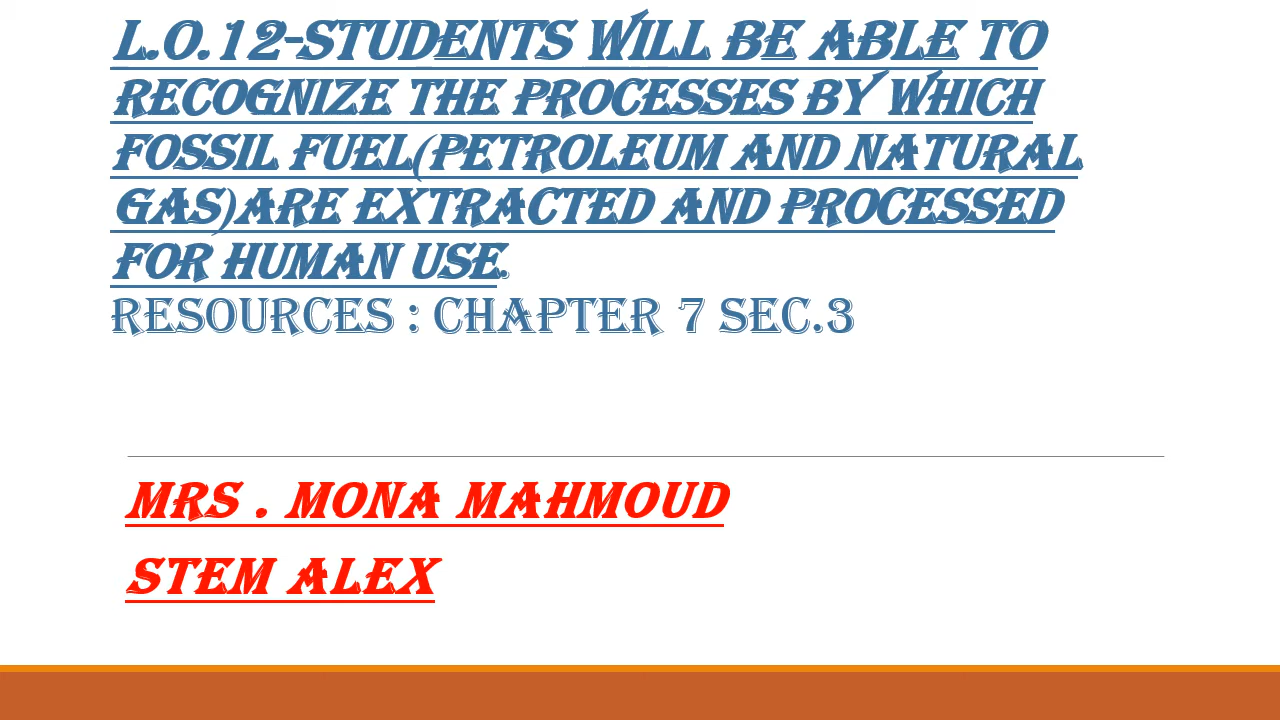 L.O.12-STUDENTS WILL BE ABLE TO
RECOGNIZE THE PROCESSES BY WHICH
FOSSIL FUEL(PETROLEUM AND NATURAL
GAS)ARE EXTRACTED AND PROCESSED
FOR HUMAN USE.
RESOURCES : CHAPTER 7 SEC.3
MRS . MONA MAHMOUD
STEM ALEX